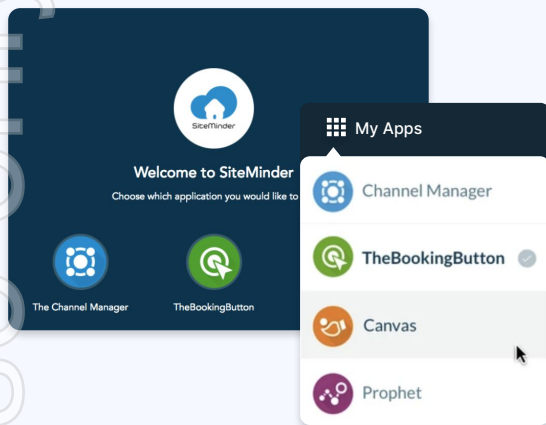 SiteMinder
Welcome to SiteMinder
Choose which application you would like to
The Channel Manager
TheBookingButton
My Apps
Channel Manager
TheBookingButton
Canvas
Prophet